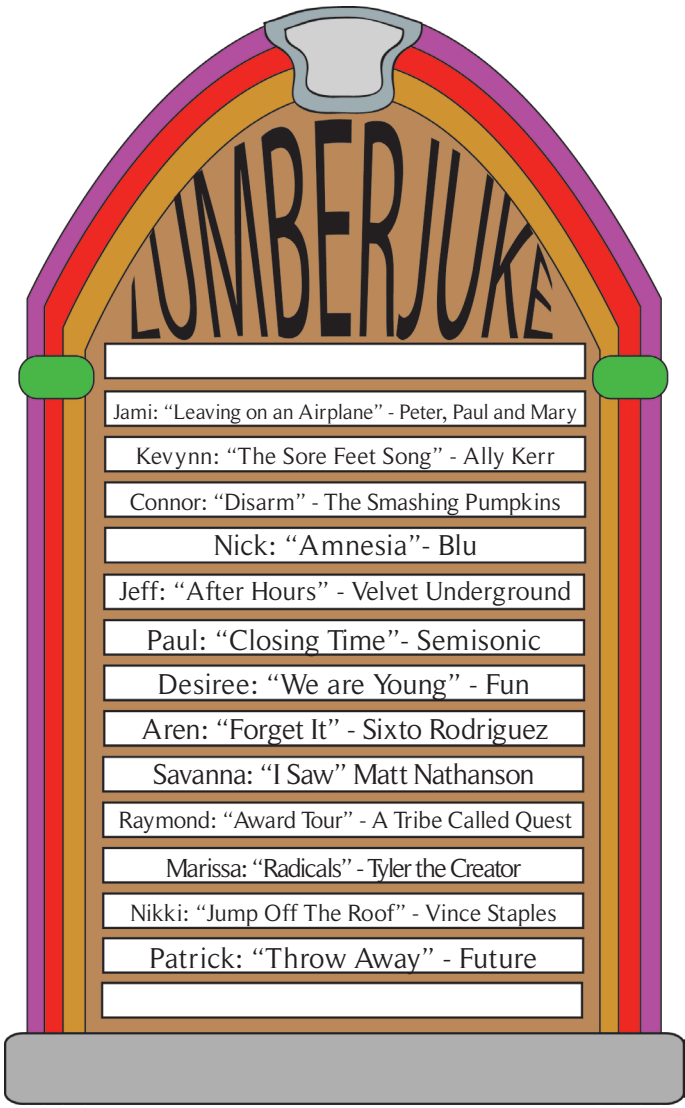 LUMBERJUKE
Jami: “Leaving on an Airplane” - Peter, Paul and Mary
Kevynn: “The Sore Feet Song” - Ally Kerr
Connor: “Disarm” - The Smashing Pumpkins
Nick: “Amnesia”- Blu
Jeff: “After Hours” - Velvet Underground
Paul: “Closing Time”- Semisonic
Desiree: “We are Young” - Fun
Aren: “Forget It” - Sixto Rodriguez
Savanna: “I Saw” Matt Nathanson
Raymond: “Award Tour” - A Tribe Called Quest
Marissa: “Radicals” - Tyler the Creator
Nikki: “Jump Off The Roof” - Vince Staples
Patrick: “Throw Away” - Future